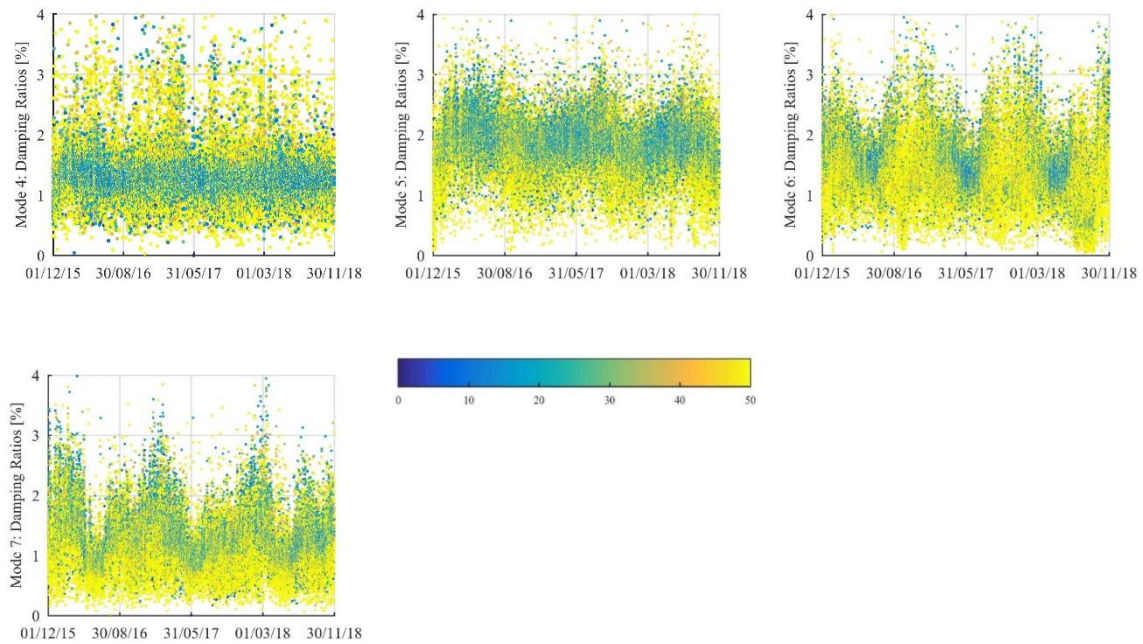 Mode 4: Damping Ratios [%]
4
3
2
1
0
01/12/15 30/08/16 31/05/17 01/03/18 30/11/18
Mode 5: Damping Ratios [%]
4
3
2
1
0
01/12/15 30/08/16 31/05/17 01/03/18 30/11/18
Mode 6: Damping Ratios [%]
4
3
2
1
0
01/12/15 30/08/16 31/05/17 01/03/18 30/11/18
Mode 7: Damping Ratios [%]
4
3
2
1
0
01/12/15 30/08/16 31/05/17 01/03/18 30/11/18
0 10 20 30 40 50